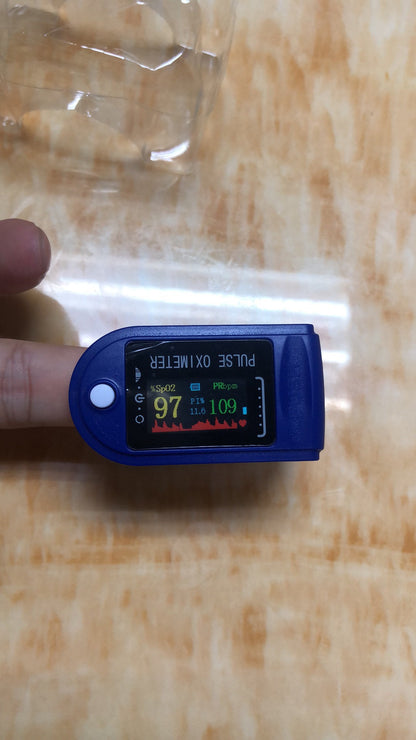 PULSE OXIMETER
%SpO2 PRbpm
97 PI% 109
11.6